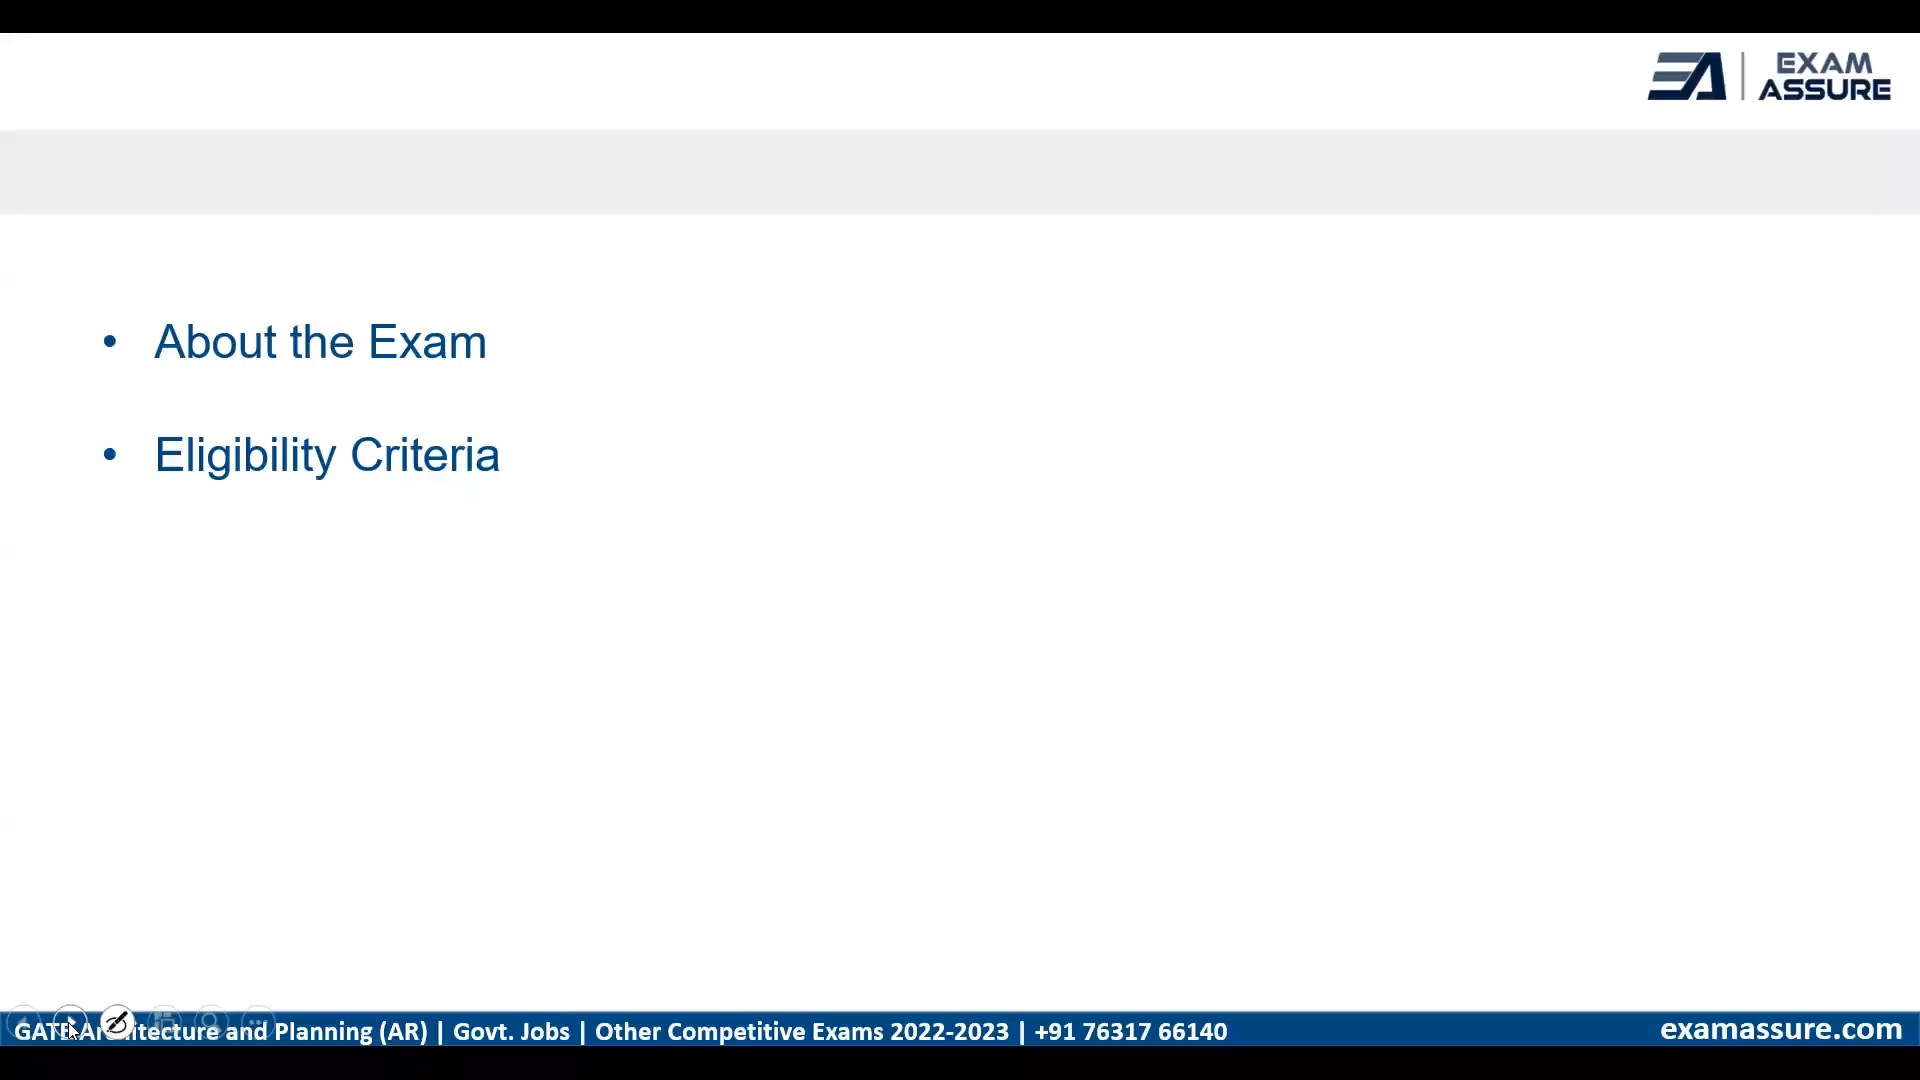 EXAM
ASSURE
• About the Exam
• Eligibility Criteria
GATE Architecture and Planning (AR) | Govt. Jobs | Other Competitive Exams 2022-2023 | +91 76317 66140
examassure.com